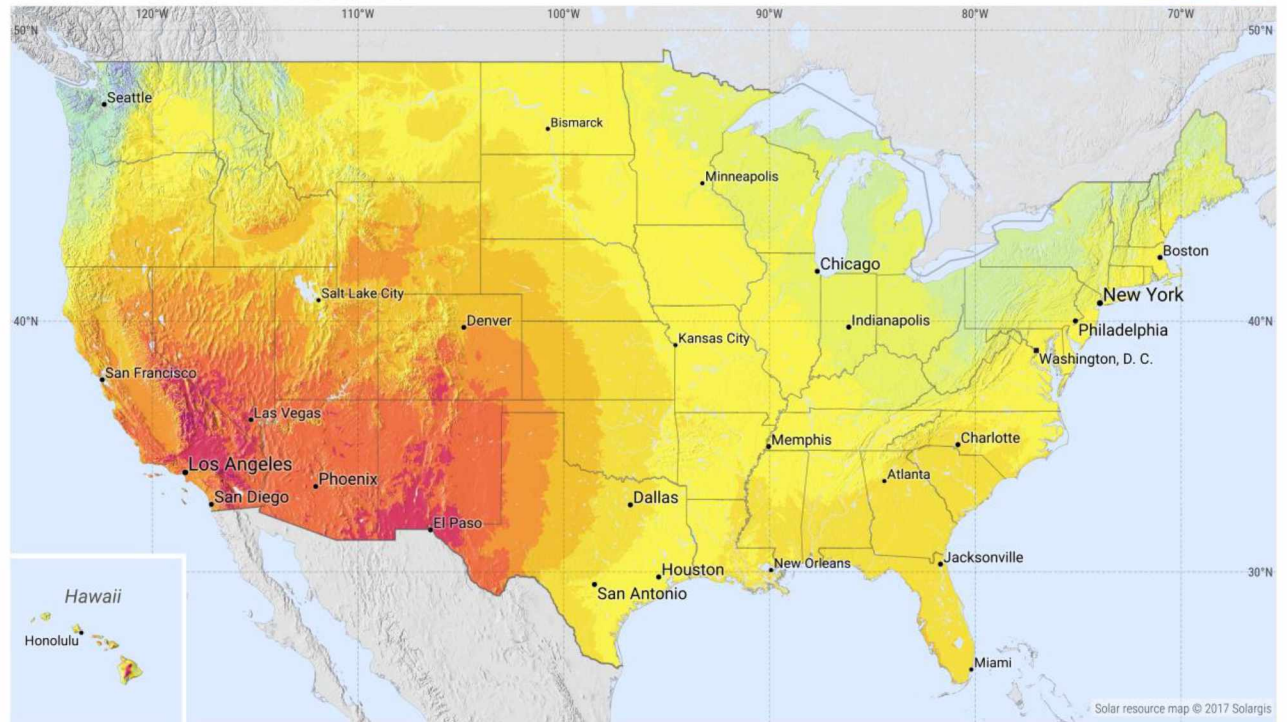 120°W
110°W
100°W
90°W
80°W
70°W
50°N
50°N
Seattle
Bismarck
Minneapolis
Boston
Chicago
Salt Lake City
New York
40°N
Denver
Indianapolis
40°N
Philadelphia
Kansas City
Washington, D. C.
San Francisco
Las Vegas
Memphis
Charlotte
Los Angeles
Phoenix
Atlanta
San Diego
Dallas
El Paso
Jacksonville
New Orleans
Houston
30°N
San Antonio
Hawaii
Honolulu
Miami
Solar resource map © 2017 Solargis